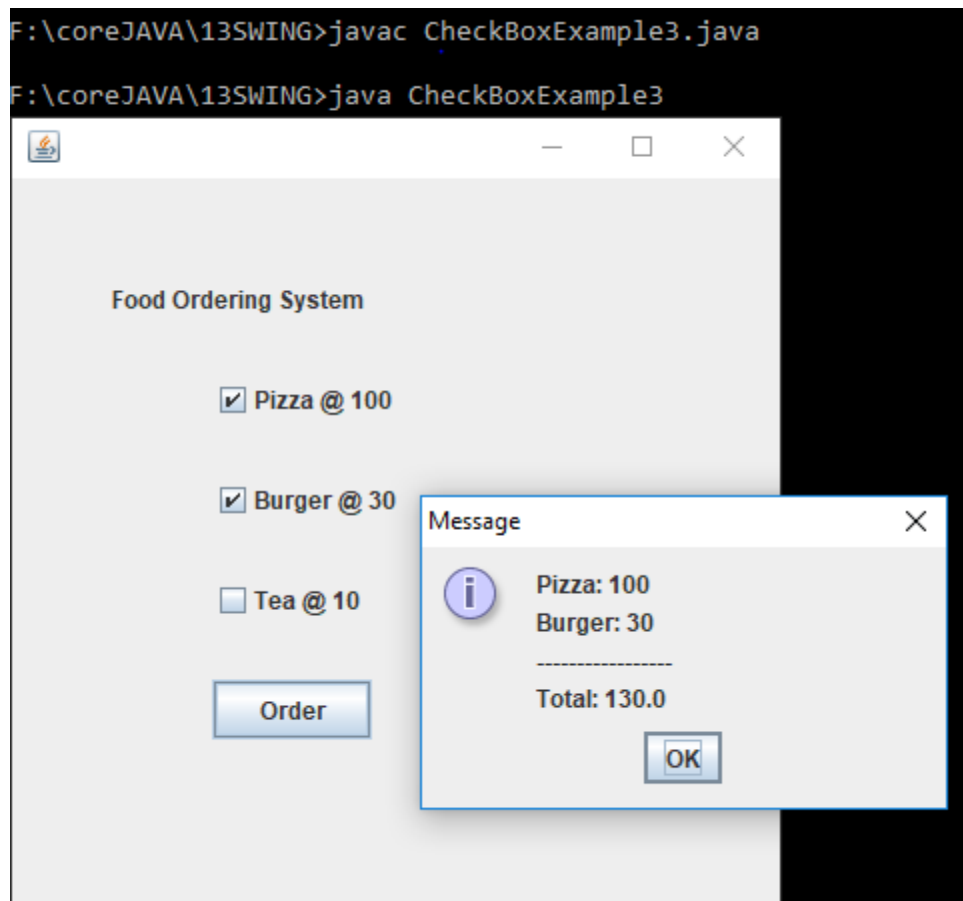 F:\coreJAVA\13SWING>javac CheckBoxExample3.java
F:\coreJAVA\13SWING>java CheckBoxExample3
Food Ordering System
Pizza @ 100
Burger @ 30
Tea @ 10
Order
Message
Pizza: 100
Burger: 30
-----------------
Total: 130.0
OK